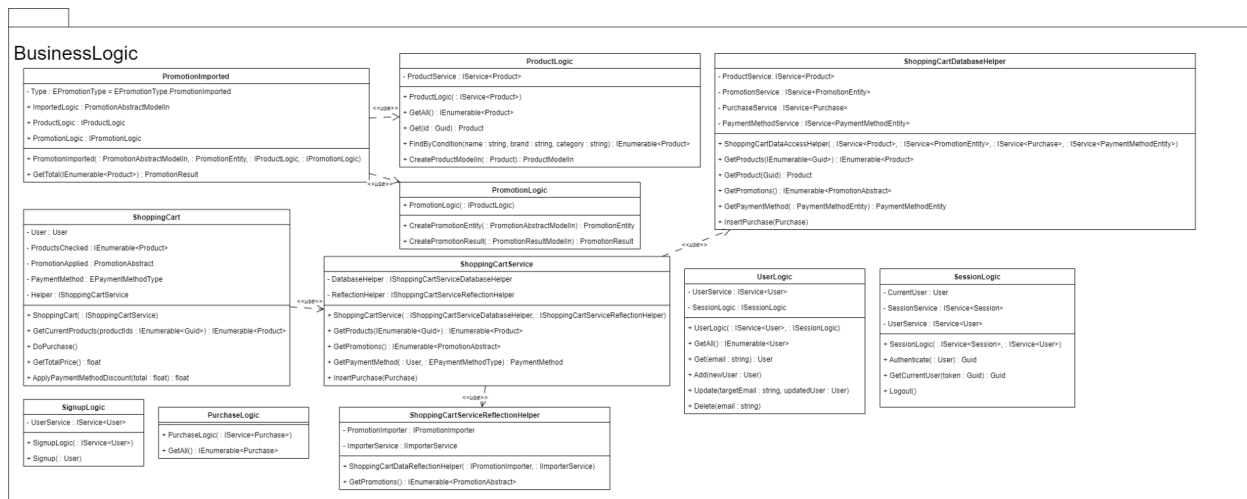 BusinessLogic
PromotionImported
- Type : EPromotionType = EPromotionType.PromotionImported
+ ImportedLogic : PromotionAbstractModelIn
+ ProductLogic : IProductLogic
+ PromotionLogic : IPromotionLogic
+ PromotionImported( : PromotionAbstractModelIn, : PromotionEntity, : IProductLogic, : IPromotionLogic)
+ GetTotal(IEnumerable<Product>) : PromotionResult
<<use>>
<<use>>
ProductLogic
- ProductService : IService<Product>
+ ProductLogic( : IService<Product>)
+ GetAll() : IEnumerable<Product>
+ Get(id : Guid) : Product
+ FindByCondition(name : string, brand : string, category : string) : IEnumerable<Product>
+ CreateProductModelIn( : Product) : ProductModelIn
PromotionLogic
+ PromotionLogic( : IProductLogic)
+ CreatePromotionEntity( : PromotionAbstractModelIn) : PromotionEntity
+ CreatePromotionResult( : PromotionResultModelIn) : PromotionResult
ShoppingCartDatabaseHelper
- ProductService: IService<Product>
- PromotionService : IService<PromotionEntity>
- PurchaseService : IService<Purchase>
- PaymentMethodService : IService<PaymentMethodEntity>
+ ShoppingCartDataAccessHelper( : IService<Product>, : IService<PromotionEntity>, : IService<Purchase>, : IService<PaymentMethodEntity>)
+ GetProducts(IEnumerable<Guid>) : IEnumerable<Product>
+ GetProduct(Guid) : Product
+ GetPromotions() : IEnumerable<PromotionAbstract>
+ GetPaymentMethod( : PaymentMethodEntity) : PaymentMethodEntity
+ InsertPurchase(Purchase)
ShoppingCart
- User : User
- ProductsChecked : IEnumerable<Product>
- PromotionApplied : PromotionAbstract
- PaymentMethod : EPaymentMethodType
- Helper : IShoppingCartService
+ ShoppingCart( : IShoppingCartService)
+ GetCurrentProducts(productIds : IEnumerable<Guid>) : IEnumerable<Product>
+ DoPurchase()
+ GetTotalPrice() : float
+ ApplyPaymentMethodDiscount(total : float) : float
<<use>>
ShoppingCartService
- DatabaseHelper : IShoppingCartServiceDatabaseHelper
- ReflectionHelper : IShoppingCartServiceReflectionHelper
+ ShoppingCartService( : IShoppingCartServiceDatabaseHelper, : IShoppingCartServiceReflectionHelper)
+ GetProducts(IEnumerable<Guid>) : IEnumerable<Product>
+ GetPromotions() : IEnumerable<PromotionAbstract>
+ GetPaymentMethod( : User, : EPaymentMethodType) : PaymentMethod
+ InsertPurchase(Purchase)
<<use>>
<<use>>
UserLogic
- UserService : IService<User>
- SessionLogic : ISessionLogic
+ UserLogic( : IService<User>, : ISessionLogic)
+ GetAll() : IEnumerable<User>
+ Get(email : string) : User
+ Add(newUser : User)
+ Update(targetEmail : string, updatedUser : User)
+ Delete(email : string)
SessionLogic
- CurrentUser : User
- SessionService : IService<Session>
- UserService : IService<User>
+ SessionLogic( : IService<Session>, : IService<User>)
+ Authenticate( : User) : Guid
+ GetCurrentUser(token : Guid) : Guid
+ Logout()
SignupLogic
- UserService : IService<User>
+ SignupLogic( : IService<User>)
+ Signup( : User)
PurchaseLogic
+ PurchaseLogic( : IService<Purchase>)
+ GetAll() : IEnumerable<Purchase>
ShoppingCartServiceReflectionHelper
- PromotionImporter : IPromotionImporter
- ImporterService : IImporterService
+ ShoppingCartDataReflectionHelper( : IPromotionImporter, : IImporterService)
+ GetPromotions() : IEnumerable<PromotionAbstract>